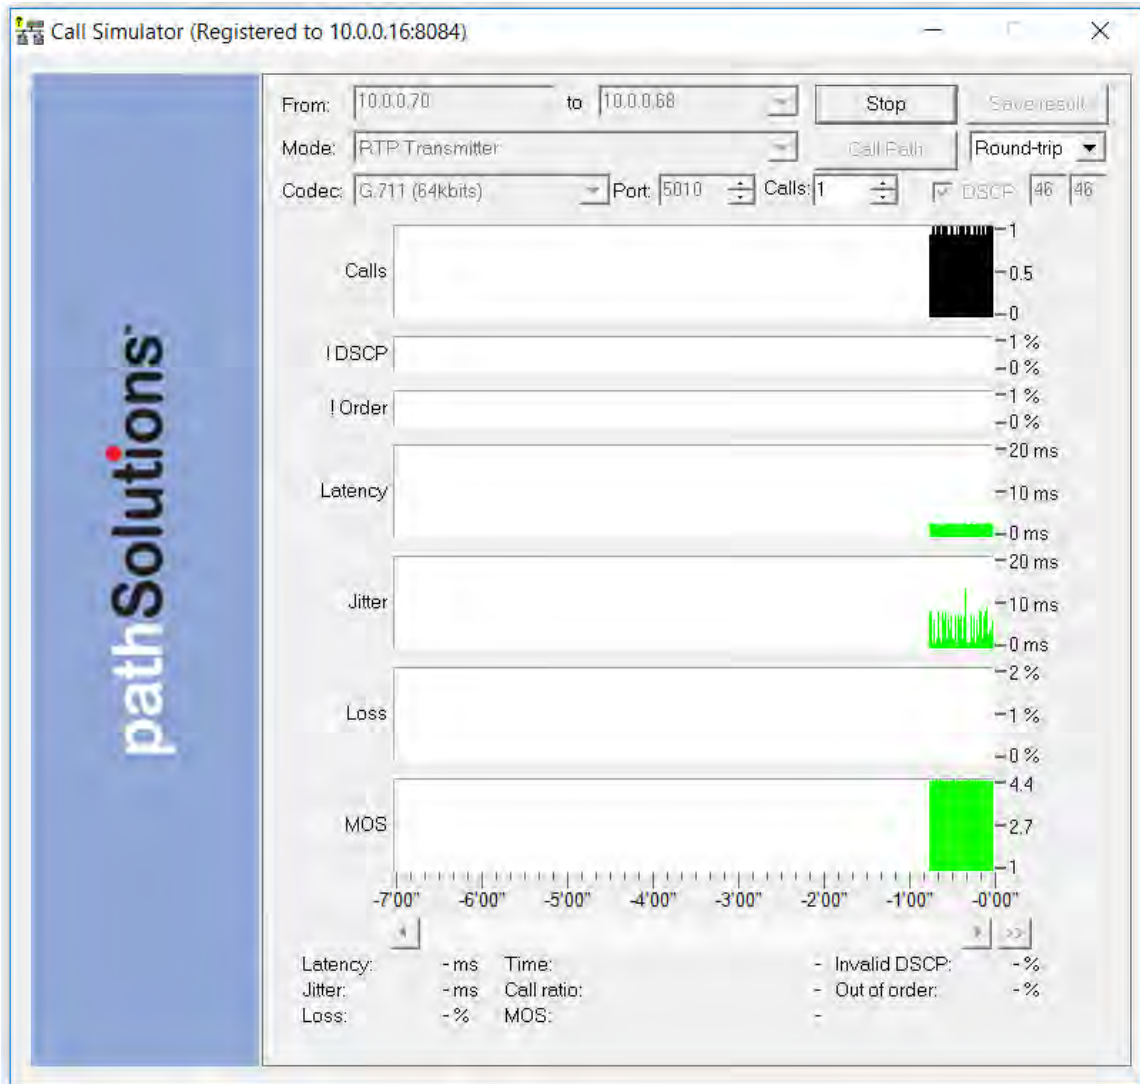 Call Simulator (Registered to 10.0.0.16:8084)
pathSolutions
From: 10.0.0.70 to 10.0.0.68 Stop Save result
Mode: RTP Transmitter Call Path Round-trip
Codec: G.711 (64kbits) Port: 5010 Calls: 1 DSCP 46 46
Calls
1
0.5
0
! DSCP
1 %
0 %
! Order
1 %
0 %
Latency
20 ms
10 ms
0 ms
Jitter
20 ms
10 ms
0 ms
Loss
2 %
1 %
0 %
MOS
4.4
2.7
1
-7'00" -6'00" -5'00" -4'00" -3'00" -2'00" -1'00" -0'00"
>>
Latency: - ms Time: - Invalid DSCP: - %
Jitter: - ms Call ratio: - Out of order: - %
Loss: - % MOS: -